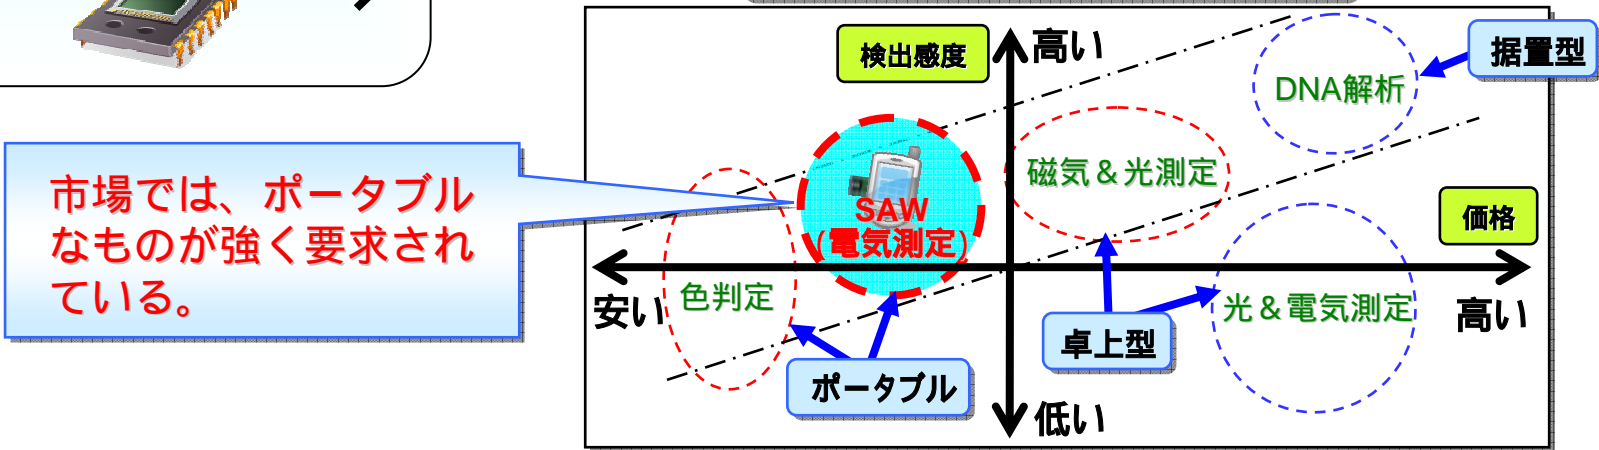 検出感度
高い
据置型
DNA解析
磁気＆光測定
市場では、ポータブル
なものが強く要求され
ている。
SAW
（電気測定）
価格
安い
色判定
光＆電気測定
高い
卓上型
ポータブル
低い